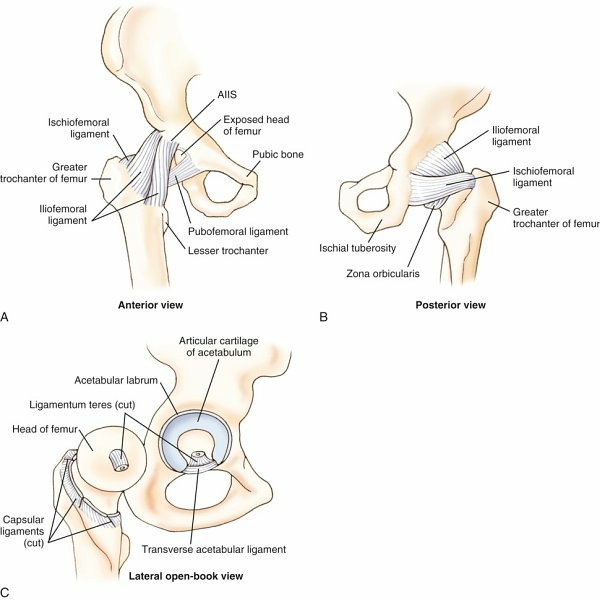 AIIS
Exposed head
of femur
Ischiofemoral
ligament
Pubic bone
Greater
trochanter of femur
Iliofemoral
ligament
Pubofemoral ligament
Lesser trochanter
Anterior view
A
Iliofemoral
ligament
Ischiofemoral
ligament
Greater
trochanter of femur
Ischial tuberosity
Zona orbicularis
Posterior view
B
Articular cartilage
of acetabulum
Acetabular labrum
Ligamentum teres (cut)
Head of femur
Capsular
ligaments
(cut)
Transverse acetabular ligament
Lateral open-book view
C